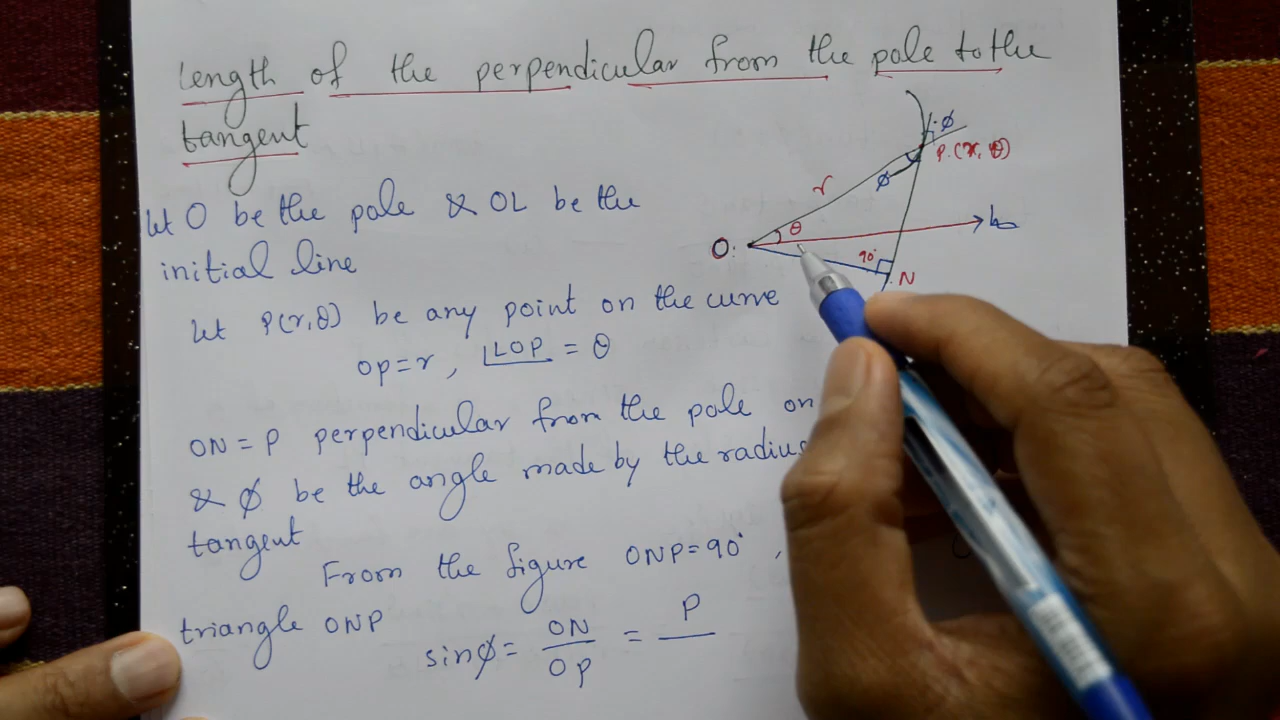 Length of the perpendicular from the pole to the
tangent
let O be the pole & OL be the
initial line
let P(r,θ) be any point on the curve
OP=r, ∠LOP = θ
ON = P perpendicular from the pole on
& ϕ be the angle made by the radius
tangent
From the figure ONP=90°,
triangle ONP
sinϕ= ON/OP = P/
ϕ
P.(r, θ)
ϕ
r
θ
O.
90°
N